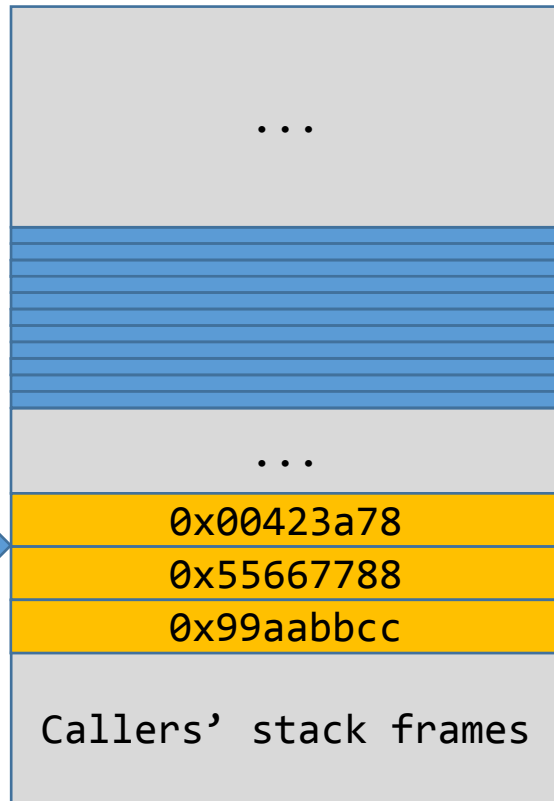 ...
...
0x00423a78
0x55667788
0x99aabbcc
Callers’ stack frames